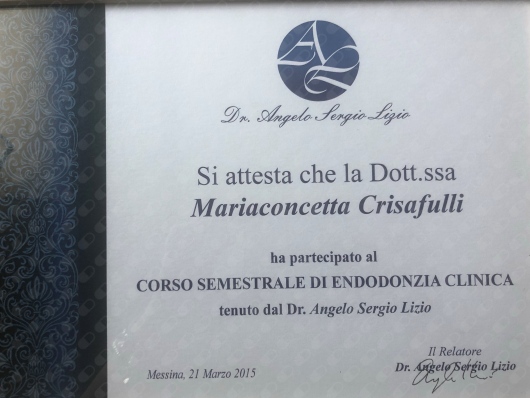 Dr. Angelo Sergio Lizio
Si attesta che la Dott.ssa
Mariaconcetta Crisafulli
ha partecipato al
CORSO SEMESTRALE DI ENDODONZIA CLINICA
tenuto dal Dr. Angelo Sergio Lizio
Il Relatore
Dr. Angelo Sergio Lizio
Messina, 21 Marzo 2015